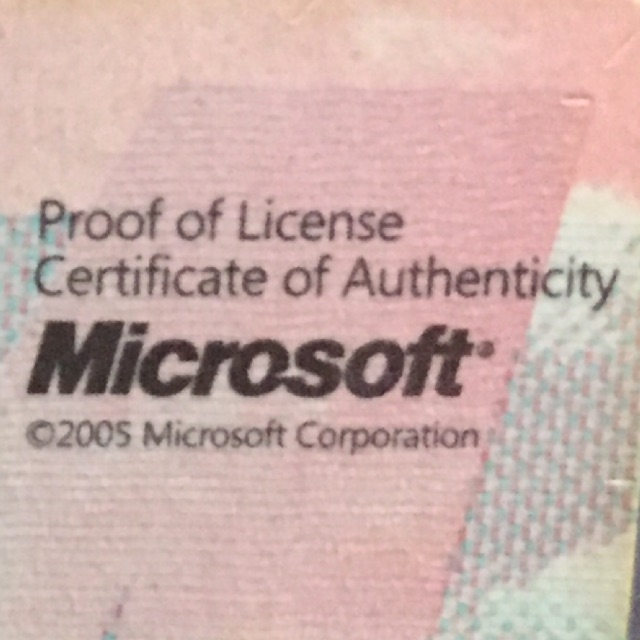 Proof of License
Certificate of Authenticity
Microsoft®
©2005 Microsoft Corporation